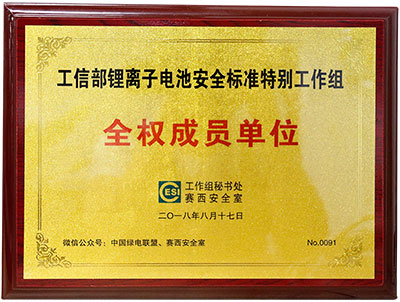 工信部锂离子电池安全标准特别工作组
全权成员单位
CESI 工作组秘书处
赛西安全室
二〇一八年八月十七日
微信公众号：中国绿电联盟、赛西安全室 No.0091